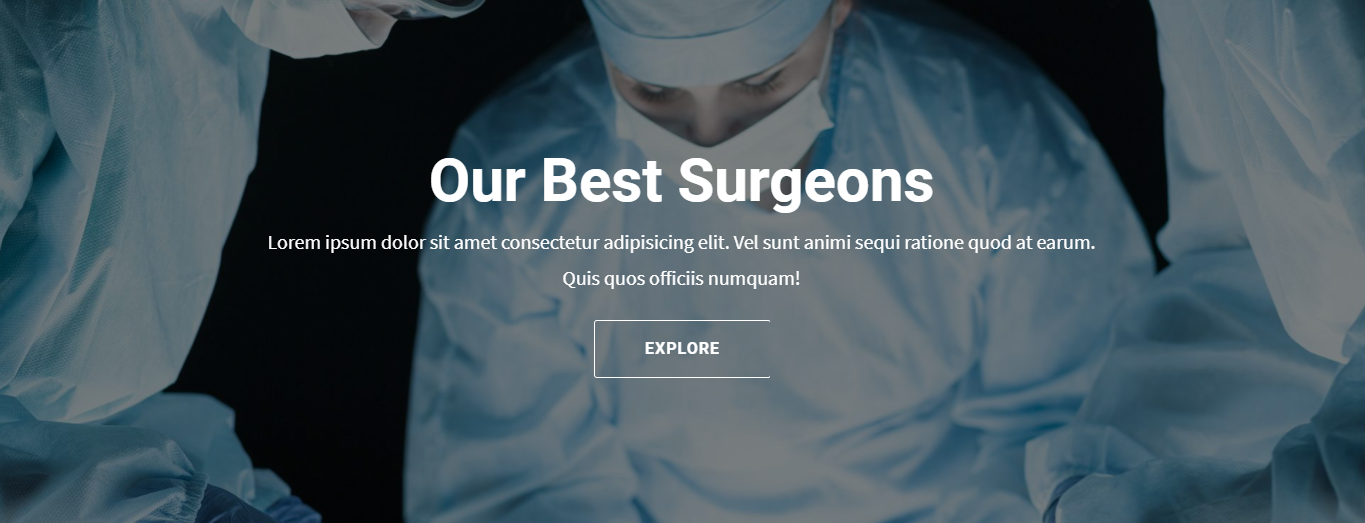 Our Best Surgeons
Lorem ipsum dolor sit amet consectetur adipisicing elit. Vel sunt animi sequi ratione quod at earum.
Quis quos officiis numquam!
EXPLORE